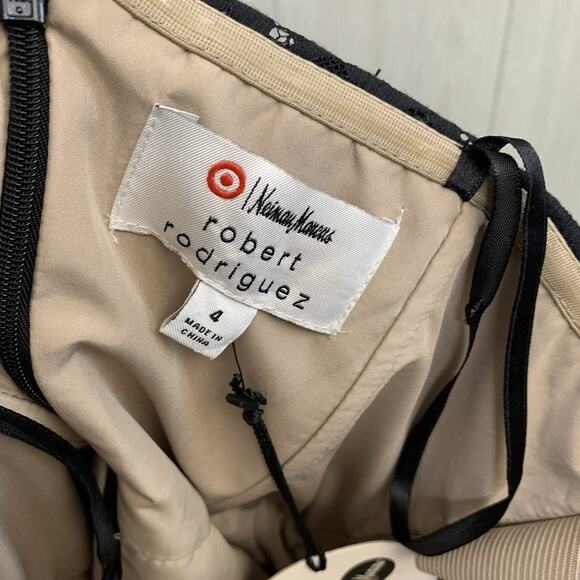 | Neiman Marcus
robert
rodriguez
4
MADE IN
CHINA